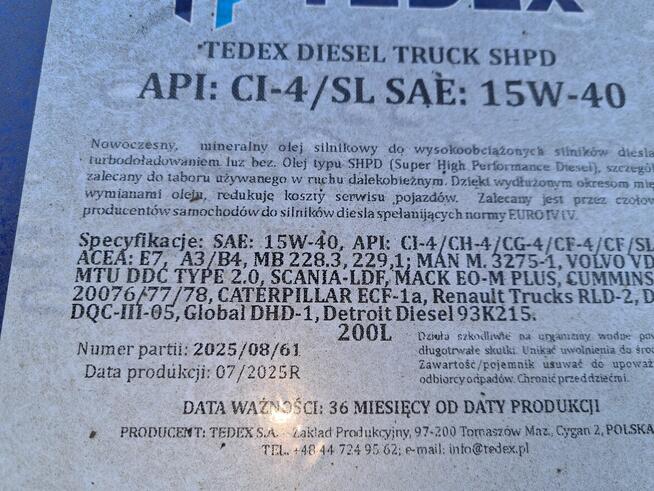 TEDEX
TEDEX DIESEL TRUCK SHPD
API: CI-4/SL SAE: 15W-40
Nowoczesny, mineralny olej silnikowy do wysokoobciążonych silników diesla
turbodoładowaniem luz bez. Olej typu SHPD (Super High Performance Diesel), szczegól
zalecany do taboru używanego w ruchu dalekobieżnym. Dzięki wydłużonym okresom mię
wymianami oleju, redukuje koszty serwisu pojazdów. Zalecany jest przez czołow
producentów samochodów do silników diesla spełanijących normy EURO IV i V.
Specyfikacje: SAE: 15W-40, API: CI-4/CH-4/CG-4/CF-4/CF/SL
ACEA: E7, A3/B4, MB 228.3, 229,1; MAN M. 3275-1, VOLVO VD
MTU DDC TYPE 2.0, SCANIA-LDF, MACK EO-M PLUS, CUMMINS
20076/77/78, CATERPILLAR ECF-1a, Renault Trucks RLD-2, D
DQC-III-05, Global DHD-1, Detroit Diesel 93K215.
200L
Działa szkodliwie na organizmy wodne pow
długotrwałe skutki. Unikać uwolnienia do śro
Zawartość/pojemnik usuwać do upoważ
odbiorcy odpadów. Chronić przed dziećmi.
Numer partii: 2025/08/61
Data produkcji: 07/2025R
DATA WAŻNOŚCI: 36 MIESIĘCY OD DATY PRODUKCJI
PRODUCENT: TEDEX S.A. - Zakład Produkcyjny, 97-200 Tomaszów Maz., Cygan 2, POLSKA
TEL. +48 44 724 95 62; e-mail: info@tedex.pl